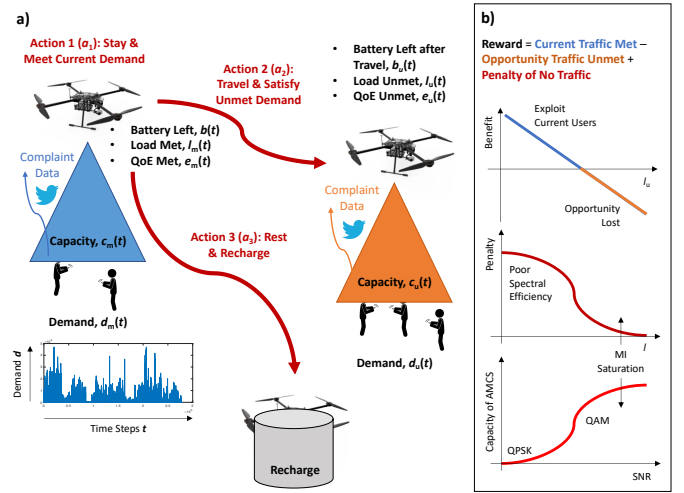 a)
Action 1 (a₁): Stay &
Meet Current Demand
Action 2 (a₂):
Travel & Satisfy
Unmet Demand
• Battery Left after
Travel, bᵤ(t)
• Load Unmet, lᵤ(t)
• QoE Unmet, eᵤ(t)
• Battery Left, b(t)
• Load Met, lₘ(t)
• QoE Met, eₘ(t)
Complaint
Data
Capacity, cₘ(t)
Demand, dₘ(t)
Action 3 (a₃): Rest
& Recharge
Complaint
Data
Capacity, cᵤ(t)
Demand, dᵤ(t)
Demand d
Time Steps t
Recharge
b)
Reward = Current Traffic Met –
Opportunity Traffic Unmet +
Penalty of No Traffic
Benefit
Exploit
Current Users
lᵤ
Opportunity
Lost
Penalty
Poor
Spectral
Efficiency
l
MI
Saturation
Capacity of AMCS
QPSK
QAM
SNR